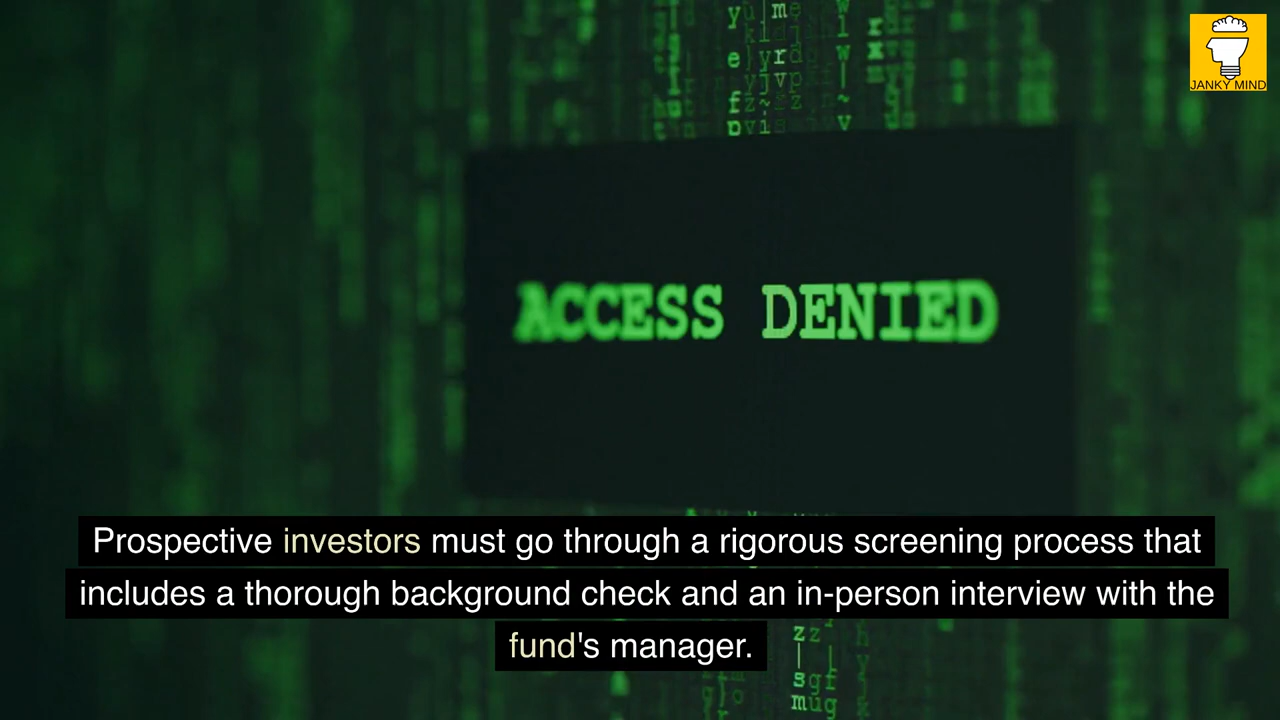 JANKY MIND
ACCESS DENIED
Prospective investors must go through a rigorous screening process that
includes a thorough background check and an in-person interview with the
fund's manager.